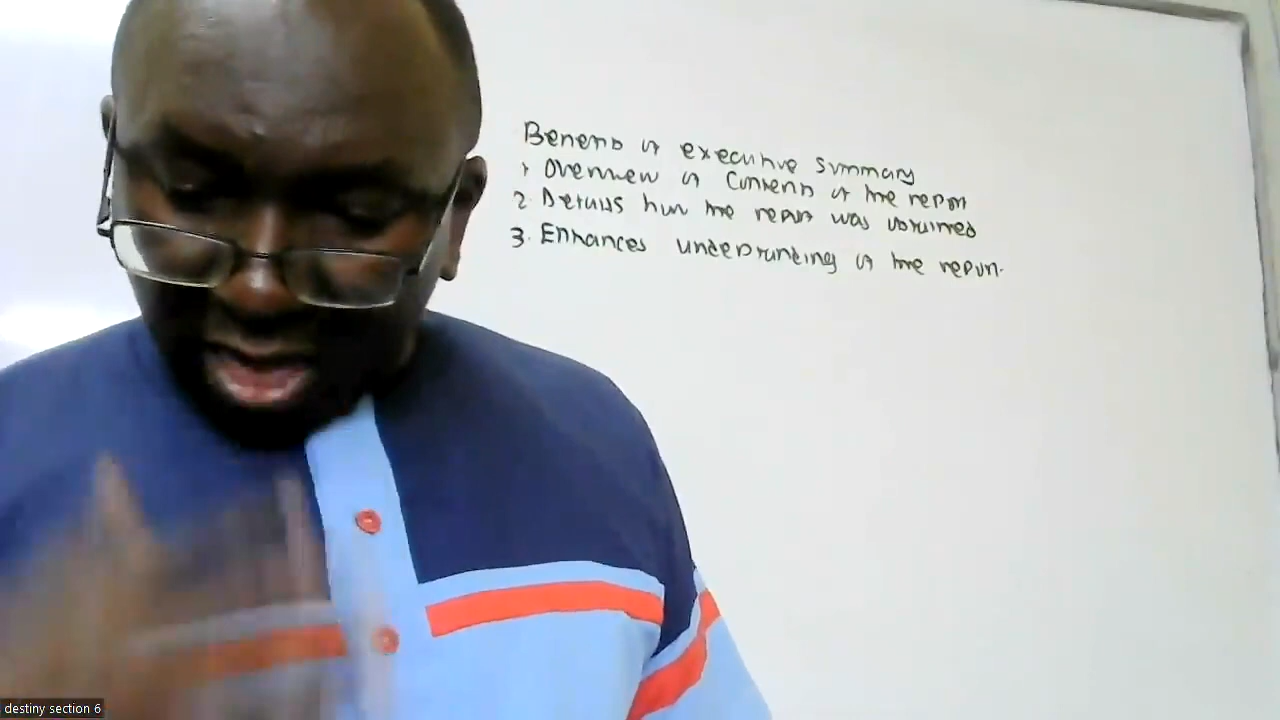 Benefits of executive summary
1 Overview of Contents of the report
2. Details how the report was obtained
3. Enhances understanding of the report.
destiny section 6